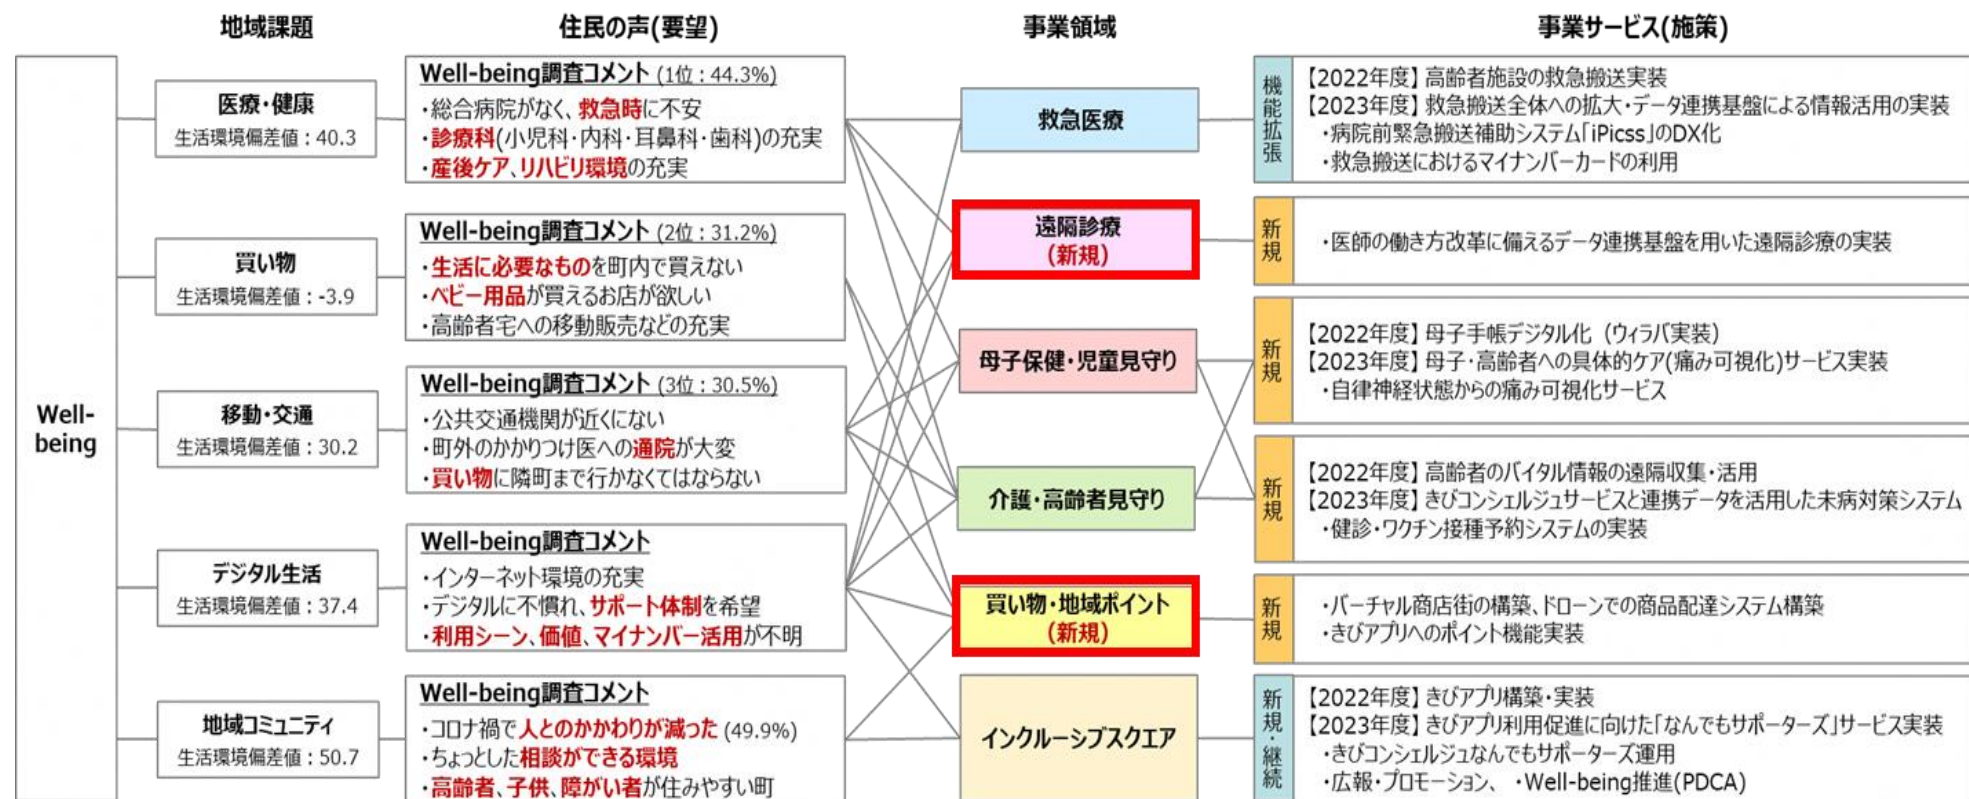 地域課題
住民の声(要望)
事業領域
事業サービス(施策)
Well-
being
医療・健康
生活環境偏差値：40.3
Well-being調査コメント (1位：44.3%)
・総合病院がなく、救急時に不安
・診療科(小児科・内科・耳鼻科・歯科)の充実
・産後ケア、リハビリ環境の充実
買い物
生活環境偏差値：-3.9
Well-being調査コメント (2位：31.2%)
・生活に必要なものを町内で買えない
・ベビー用品が買えるお店が欲しい
・高齢者宅への移動販売などの充実
移動・交通
生活環境偏差値：30.2
Well-being調査コメント (3位：30.5%)
・公共交通機関が近くにない
・町外のかかりつけ医への通院が大変
・買い物に隣町まで行かなくてはならない
デジタル生活
生活環境偏差値：37.4
Well-being調査コメント
・インターネット環境の充実
・デジタルに不慣れ、サポート体制を希望
・利用シーン、価値、マイナンバー活用が不明
地域コミュニティ
生活環境偏差値：50.7
Well-being調査コメント
・コロナ禍で人とのかかわりが減った (49.9%)
・ちょっとした相談ができる環境
・高齢者、子供、障がい者が住みやすい町
救急医療
遠隔診療
(新規)
母子保健・児童見守り
介護・高齢者見守り
買い物・地域ポイント
(新規)
インクルーシブスクエア
機能拡張
【2022年度】高齢者施設の救急搬送実装
【2023年度】救急搬送全体への拡大・データ連携基盤による情報活用の実装
・病院前緊急搬送補助システム「iPicss」のDX化
・救急搬送におけるマイナンバーカードの利用
新規
・医師の働き方改革に備えるデータ連携基盤を用いた遠隔診療の実装
新規
【2022年度】母子手帳デジタル化（ウィラバ実装）
【2023年度】母子・高齢者への具体的ケア(痛み可視化)サービス実装
・自律神経状態からの痛み可視化サービス
新規
【2022年度】高齢者のバイタル情報の遠隔収集・活用
【2023年度】きびコンシェルジュサービスと連携データを活用した未病対策システム
・健診・ワクチン接種予約システムの実装
新規
・バーチャル商店街の構築、ドローンでの商品配達システム構築
・きびアプリへのポイント機能実装
新規・継続
【2022年度】きびアプリ構築・実装
【2023年度】きびアプリ利用促進に向けた「なんでもサポーターズ」サービス実装
・きびコンシェルジュなんでもサポーターズ運用
・広報・プロモーション、　・Well-being推進(PDCA)